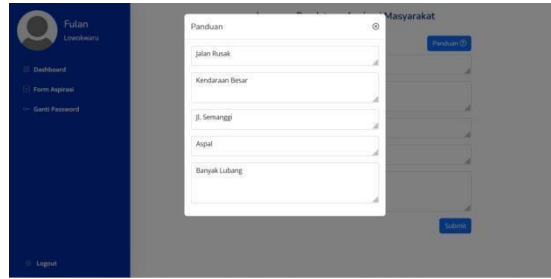 Fulan
Lowokwaru
Dashboard
Form Aspirasi
Ganti Password
Logout
Masyarakat
Panduan
Submit
Panduan
Jalan Rusak
Kendaraan Besar
Jl. Semanggi
Aspal
Banyak Lubang